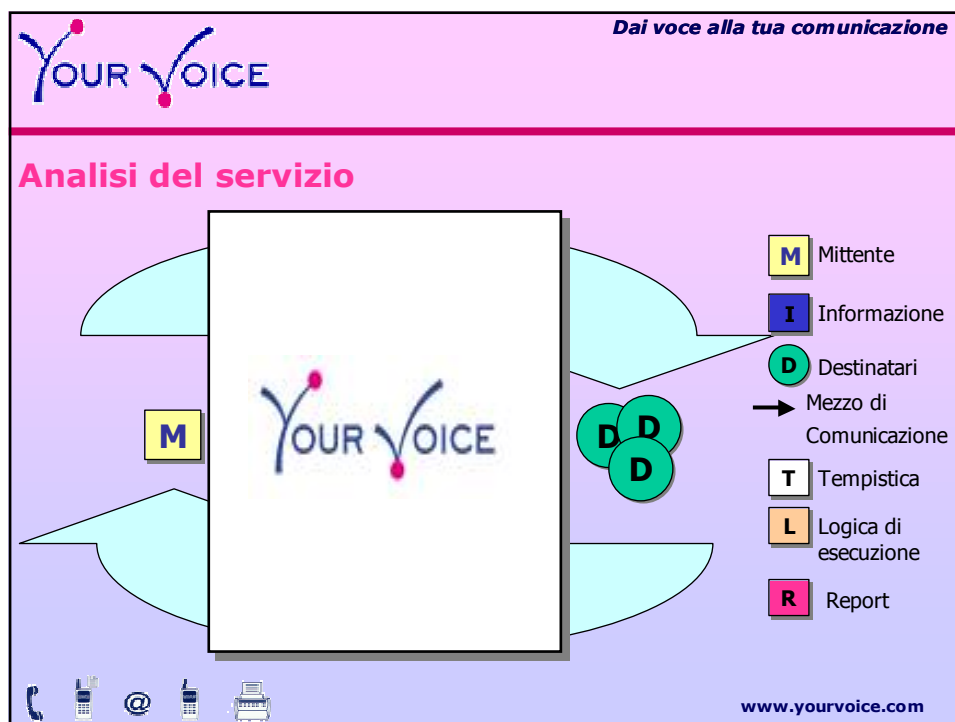 Dai voce alla tua comunicazione
YOUR VOICE
Analisi del servizio
M Mittente
I Informazione
D Destinatari
Mezzo di
Comunicazione
T Tempistica
L Logica di
esecuzione
R Report
M
YOUR VOICE
D D
D
@
www.yourvoice.com